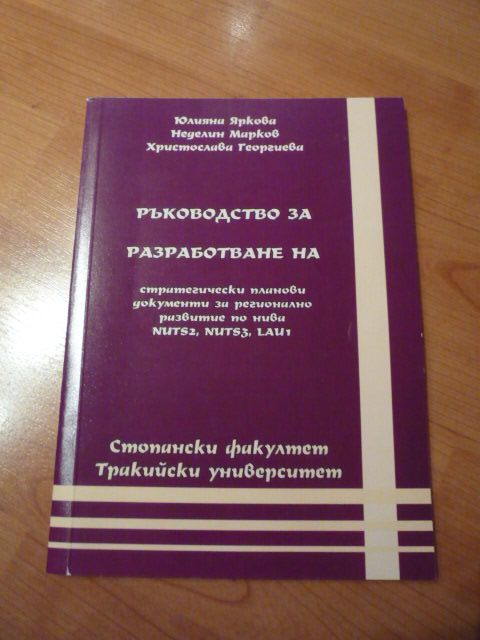 Юлияна Яркова
Неделин Марков
Христослава Георгиева
РЪКОВОДСТВО ЗА
РАЗРАБОТВАНЕ НА
стратегически планови
документи за регионално
развитие по нива
NUTS2, NUTS3, LAU1
Стопански факултет
Тракийски университет